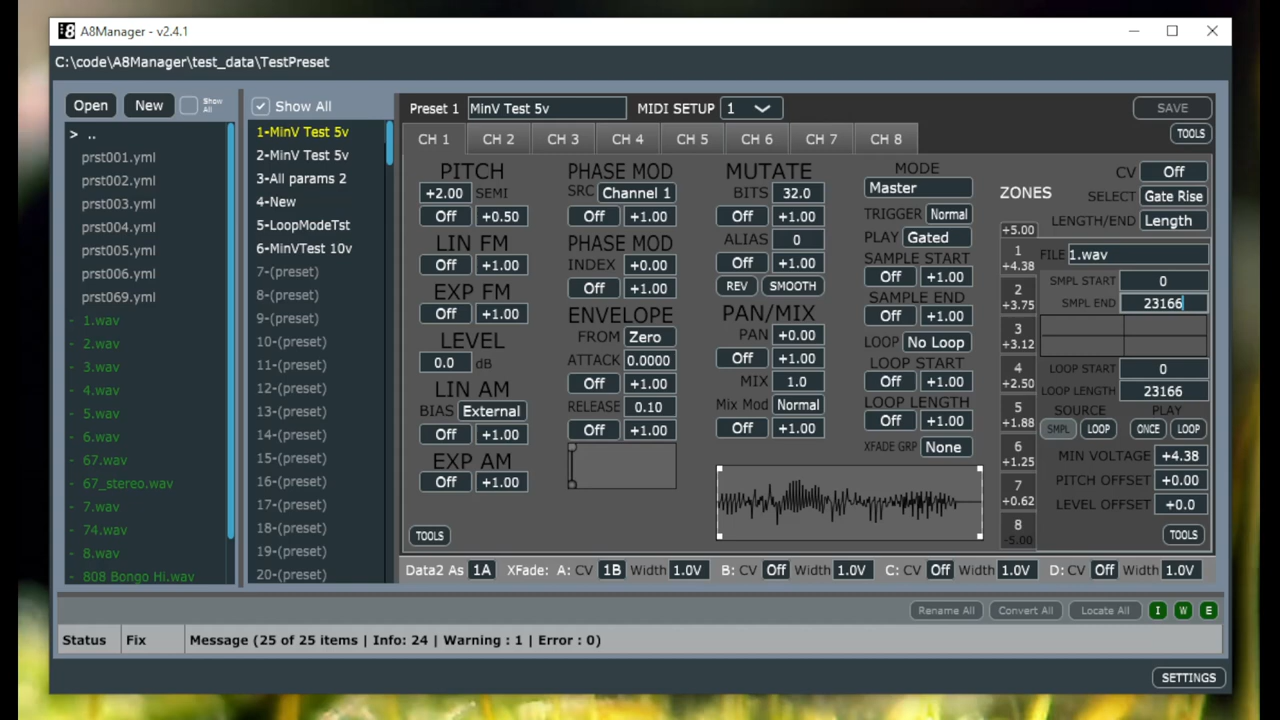 A8Manager - v2.4.1
C:\code\A8Manager\test_data\TestPreset
Open New Show All
> ..
prst001.yml
prst002.yml
prst003.yml
prst004.yml
prst005.yml
prst006.yml
prst069.yml
- 1.wav
- 2.wav
- 3.wav
- 4.wav
- 5.wav
- 6.wav
- 67.wav
- 67_stereo.wav
- 7.wav
- 74.wav
- 8.wav
- 808 Bongo Hi.wav
Show All
1-MinV Test 5v
2-MinV Test 5v
3-All params 2
4-New
5-LoopModeTst
6-MinVTest 10v
7-(preset)
8-(preset)
9-(preset)
10-(preset)
11-(preset)
12-(preset)
13-(preset)
14-(preset)
15-(preset)
16-(preset)
17-(preset)
18-(preset)
19-(preset)
20-(preset)
Preset 1 MinV Test 5v MIDI SETUP 1 SAVE
CH 1 CH 2 CH 3 CH 4 CH 5 CH 6 CH 7 CH 8 TOOLS
PITCH
+2.00 SEMI
Off +0.50
LIN FM
Off +1.00
EXP FM
Off +1.00
LEVEL
0.0 dB
LIN AM
BIAS External
Off +1.00
EXP AM
Off +1.00
TOOLS
PHASE MOD
SRC Channel 1
Off +1.00
PHASE MOD
INDEX +0.00
Off +1.00
ENVELOPE
FROM Zero
ATTACK 0.0000
Off +1.00
RELEASE 0.10
Off +1.00
MUTATE
BITS 32.0
Off +1.00
ALIAS 0
Off +1.00
REV SMOOTH
PAN/MIX
PAN +0.00
Off +1.00
MIX 1.0
Mix Mod Normal
Off +1.00
MODE
Master
TRIGGER Normal
PLAY Gated
SAMPLE START
Off +1.00
SAMPLE END
Off +1.00
LOOP No Loop
LOOP START
Off +1.00
LOOP LENGTH
Off +1.00
XFADE GRP None
ZONES
+5.00
1
+4.38
2
+3.75
3
+3.12
4
+2.50
5
+1.88
6
+1.25
7
+0.62
8
-5.00
CV Off
SELECT Gate Rise
LENGTH/END Length
FILE 1.wav
SMPL START 0
SMPL END 23166
LOOP START 0
LOOP LENGTH 23166
SOURCE PLAY
SMPL LOOP ONCE LOOP
MIN VOLTAGE +4.38
PITCH OFFSET +0.00
LEVEL OFFSET +0.0
TOOLS
Data2 As 1A XFade: A: CV 1B Width 1.0V B: CV Off Width 1.0V C: CV Off Width 1.0V D: CV Off Width 1.0V
Rename All Convert All Locate All I W E
Status Fix Message (25 of 25 items | Info: 24 | Warning : 1 | Error : 0)
SETTINGS